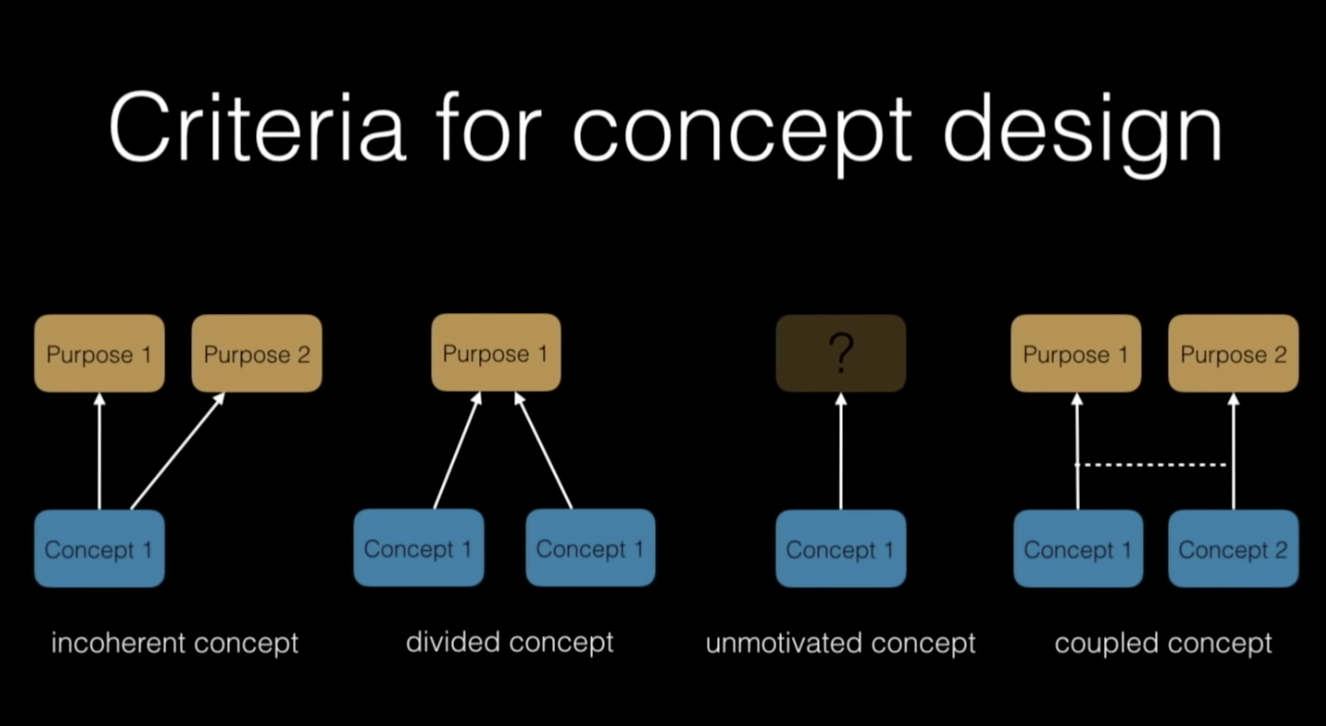 Criteria for concept design
Purpose 1
Purpose 2
Purpose 1
?
Purpose 1
Purpose 2
Concept 1
Concept 1
Concept 1
Concept 1
Concept 1
Concept 2
incoherent concept
divided concept
unmotivated concept
coupled concept